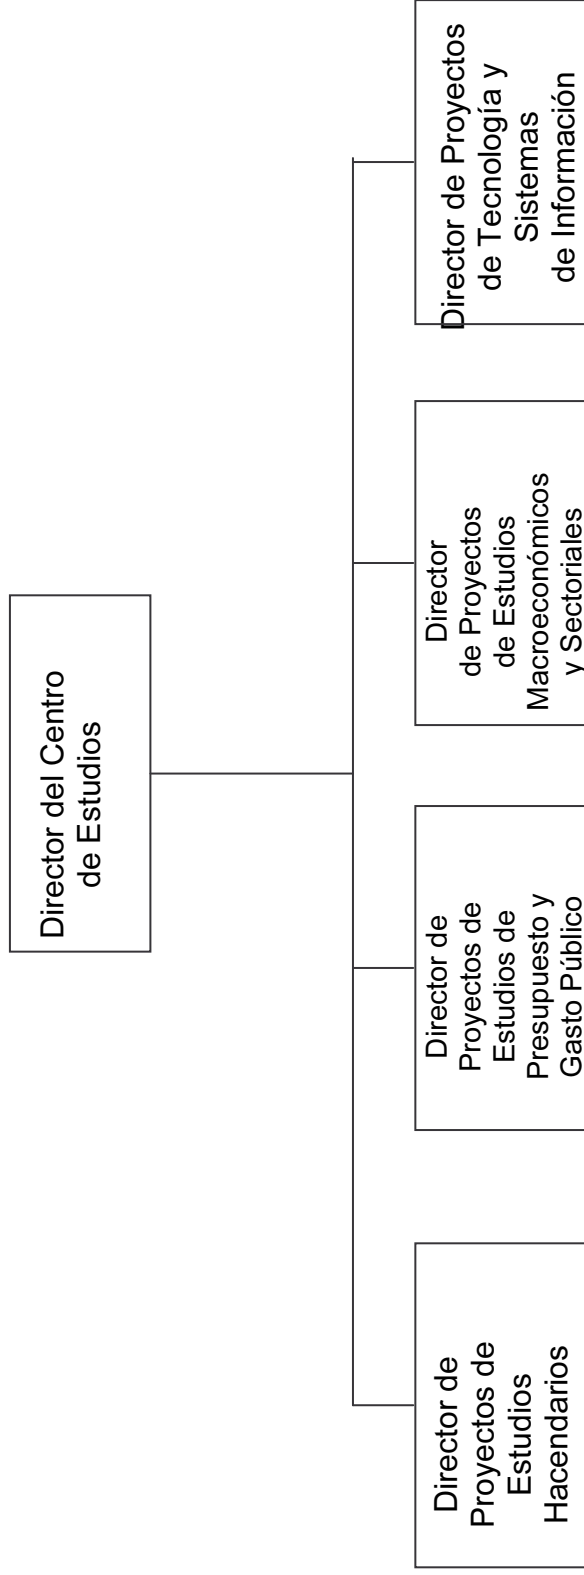 Director del Centro
de Estudios
Director de
Proyectos de
Estudios
Hacendarios
Director de
Proyectos de
Estudios de
Presupuesto y
Gasto Público
Director
de Proyectos
de Estudios
Macroeconómicos
y Sectoriales
Director de Proyectos
de Tecnología y
Sistemas
de Información